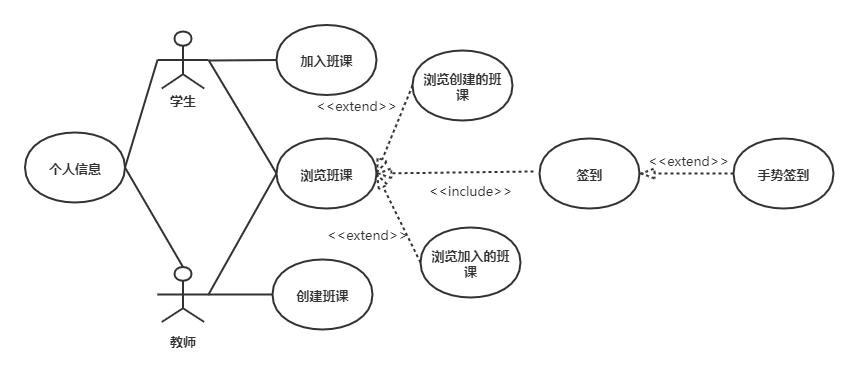 加入班课
浏览创建的班
课
学生
<<extend>>
个人信息
浏览班课
签到
<<extend>>
手势签到
<<include>>
<<extend>>
浏览加入的班
课
创建班课
教师